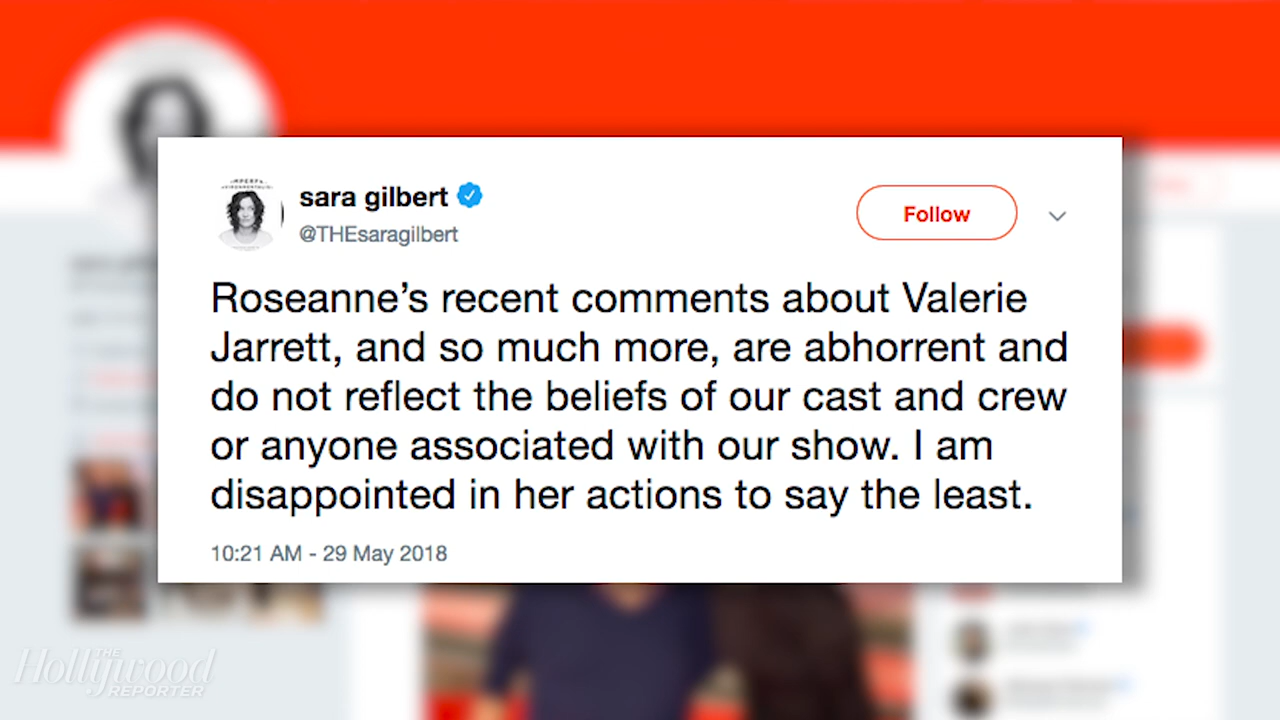 sara gilbert
@THEsaragilbert
Follow
Roseanne’s recent comments about Valerie
Jarrett, and so much more, are abhorrent and
do not reflect the beliefs of our cast and crew
or anyone associated with our show. I am
disappointed in her actions to say the least.
10:21 AM - 29 May 2018
THE
Hollywood
REPORTER